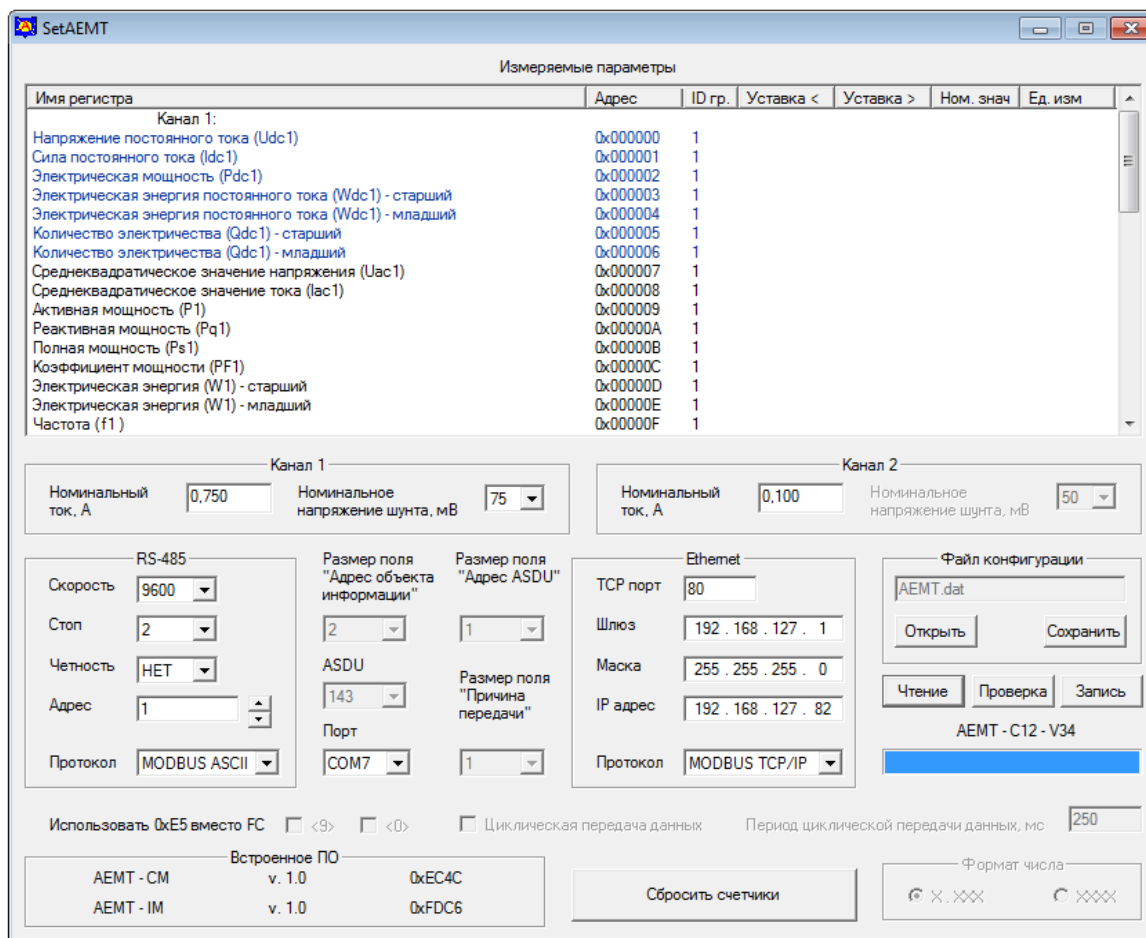 SetAEMT
Измеряемые параметры
Имя регистра Адрес ID гр. Уставка < Уставка > Ном. знач Ед. изм
Канал 1:
Напряжение постоянного тока (Udc1) 0x000000 1
Сила постоянного тока (Idc1) 0x000001 1
Электрическая мощность (Pdc1) 0x000002 1
Электрическая энергия постоянного тока (Wdc1) - старший 0x000003 1
Электрическая энергия постоянного тока (Wdc1) - младший 0x000004 1
Количество электричества (Qdc1) - старший 0x000005 1
Количество электричества (Qdc1) - младший 0x000006 1
Среднеквадратическое значение напряжения (Uac1) 0x000007 1
Среднеквадратическое значение тока (Iac1) 0x000008 1
Активная мощность (P1) 0x000009 1
Реактивная мощность (Pq1) 0x00000A 1
Полная мощность (Ps1) 0x00000B 1
Коэффициент мощности (PF1) 0x00000C 1
Электрическая энергия (W1) - старший 0x00000D 1
Электрическая энергия (W1) - младший 0x00000E 1
Частота (f1 ) 0x00000F 1
Канал 1
Номинальный
ток, А
0,750
Номинальное
напряжение шунта, мВ
75
Канал 2
Номинальный
ток, А
0,100
Номинальное
напряжение шунта, мВ
50
RS-485
Скорость 9600
Стоп 2
Четность НЕТ
Адрес 1
Протокол MODBUS ASCII
Размер поля
"Адрес объекта
информации"
2
ASDU
143
Порт
COM7
Размер поля
"Адрес ASDU"
1
Размер поля
"Причина
передачи"
1
Ethernet
TCP порт 80
Шлюз 192 . 168 . 127 . 1
Маска 255 . 255 . 255 . 0
IP адрес 192 . 168 . 127 . 82
Протокол MODBUS TCP/IP
Файл конфигурации
AEMT.dat
Открыть Сохранить
Чтение Проверка Запись
AEMT - C12 - V34
Использовать 0xE5 вместо FC <9> <0> Циклическая передача данных Период циклической передачи данных, мс 250
Встроенное ПО
AEMT - CM v. 1.0 0xEC4C
AEMT - IM v. 1.0 0xFDC6
Сбросить счетчики
Формат числа
X.XXX XXXX